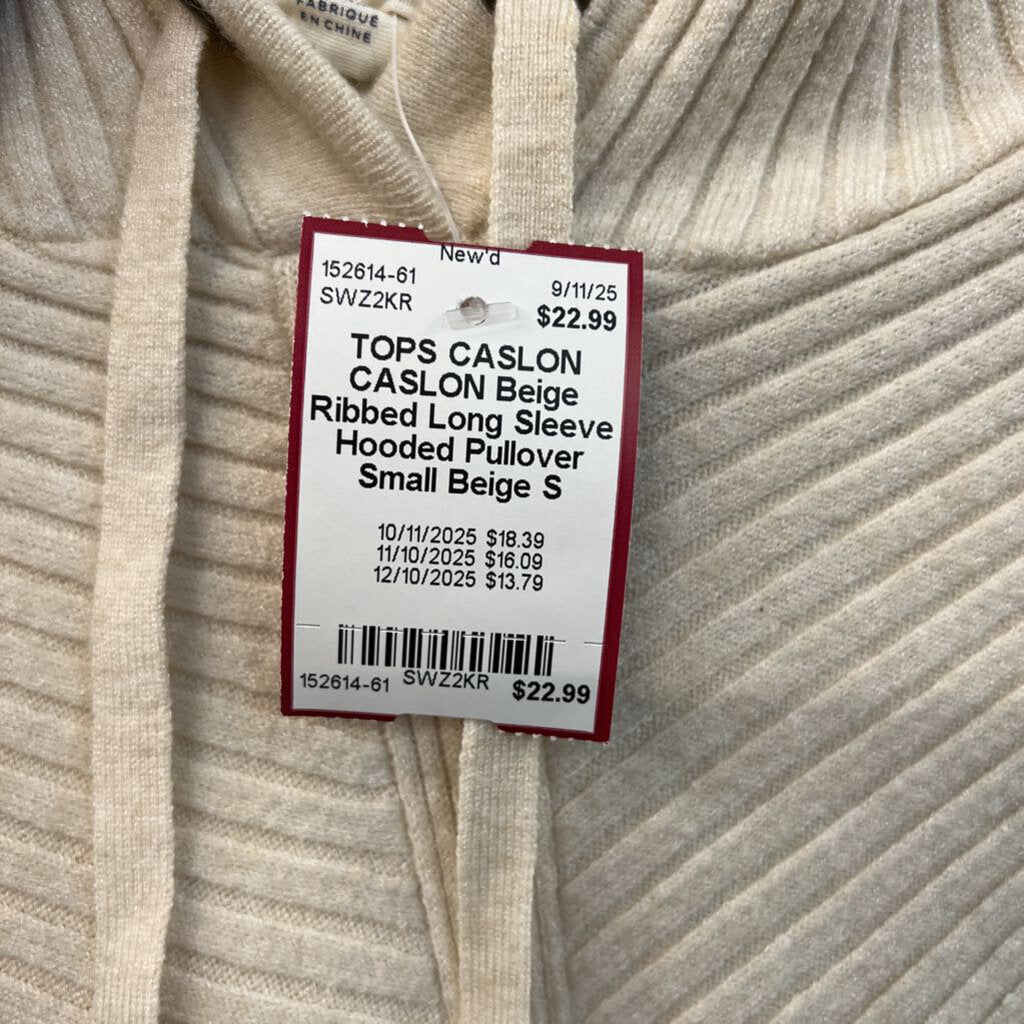 FABRIQUÉ
EN CHINE
New'd
152614-61
9/11/25
SWZ2KR
$22.99
TOPS CASLON
CASLON Beige
Ribbed Long Sleeve
Hooded Pullover
Small Beige S
10/11/2025 $18.39
11/10/2025 $16.09
12/10/2025 $13.79
152614-61 SWZ2KR $22.99